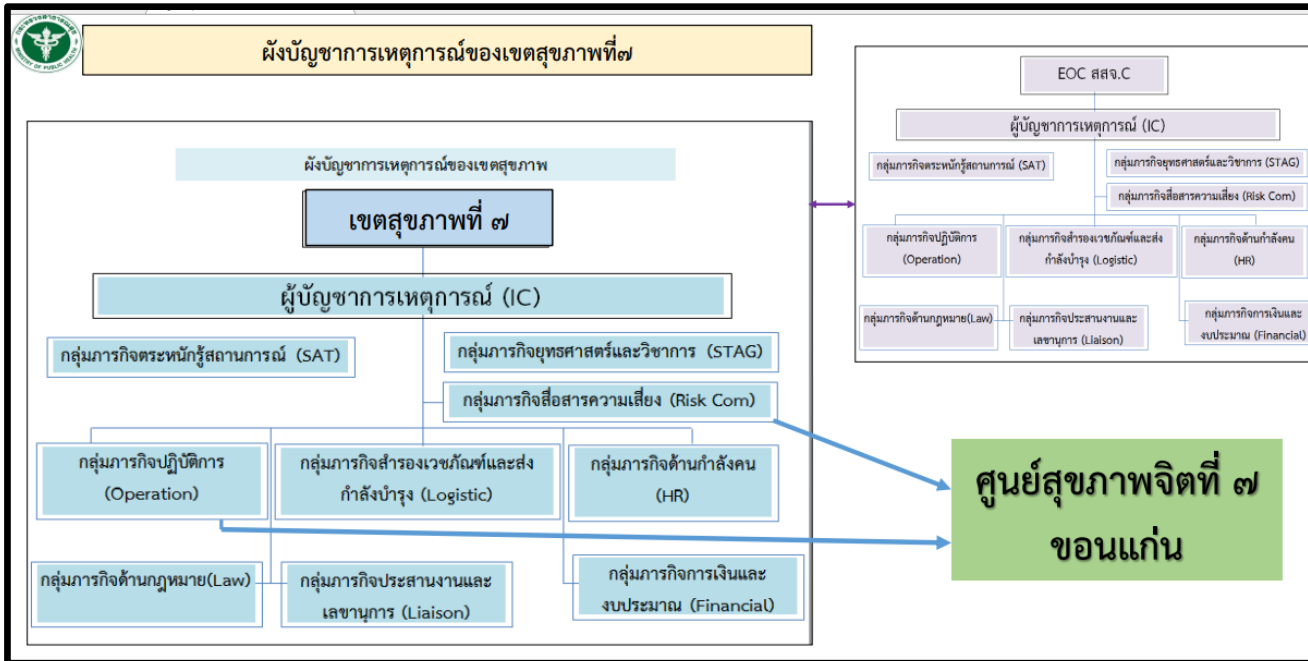 กระทรวงสาธารณสุข
MINISTRY OF PUBLIC HEALTH
ผังบัญชาการเหตุการณ์ของเขตสุขภาพที่๗
ผังบัญชาการเหตุการณ์ของเขตสุขภาพ
เขตสุขภาพที่ ๗
ผู้บัญชาการเหตุการณ์ (IC)
กลุ่มภารกิจตระหนักรู้สถานการณ์ (SAT)
กลุ่มภารกิจยุทธศาสตร์และวิชาการ (STAG)
กลุ่มภารกิจสื่อสารความเสี่ยง (Risk Com)
กลุ่มภารกิจปฏิบัติการ
(Operation)
กลุ่มภารกิจสำรองเวชภัณฑ์และส่ง
กำลังบำรุง (Logistic)
กลุ่มภารกิจด้านกำลังคน
(HR)
กลุ่มภารกิจด้านกฎหมาย(Law)
กลุ่มภารกิจประสานงานและ
เลขานุการ (Liaison)
กลุ่มภารกิจการเงินและ
งบประมาณ (Financial)
EOC สสจ.C
ผู้บัญชาการเหตุการณ์ (IC)
กลุ่มภารกิจตระหนักรู้สถานการณ์ (SAT)
กลุ่มภารกิจยุทธศาสตร์และวิชาการ (STAG)
กลุ่มภารกิจสื่อสารความเสี่ยง (Risk Com)
กลุ่มภารกิจปฏิบัติการ
(Operation)
กลุ่มภารกิจสำรองเวชภัณฑ์และส่ง
กำลังบำรุง (Logistic)
กลุ่มภารกิจด้านกำลังคน
(HR)
กลุ่มภารกิจด้านกฎหมาย(Law)
กลุ่มภารกิจประสานงานและ
เลขานุการ (Liaison)
กลุ่มภารกิจการเงินและ
งบประมาณ (Financial)
ศูนย์สุขภาพจิตที่ ๗
ขอนแก่น